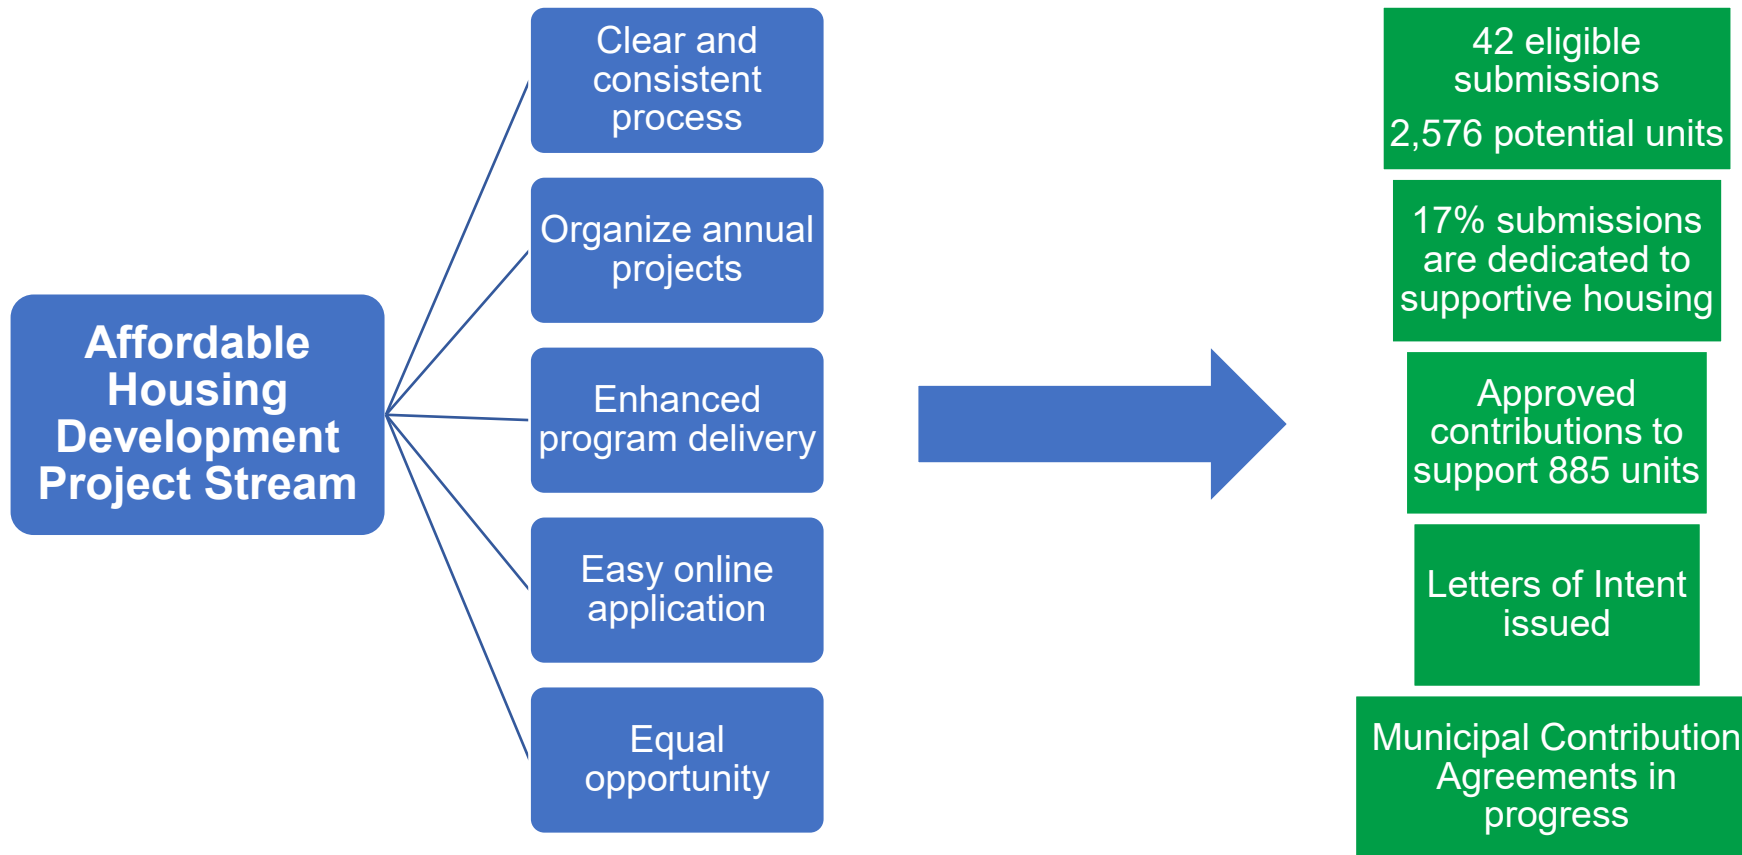 Affordable
Housing
Development
Project Stream
Clear and
consistent
process
Organize annual
projects
Enhanced
program delivery
Easy online
application
Equal
opportunity
42 eligible
submissions
2,576 potential units
17% submissions
are dedicated to
supportive housing
Approved
contributions to
support 885 units
Letters of Intent
issued
Municipal Contribution
Agreements in
progress